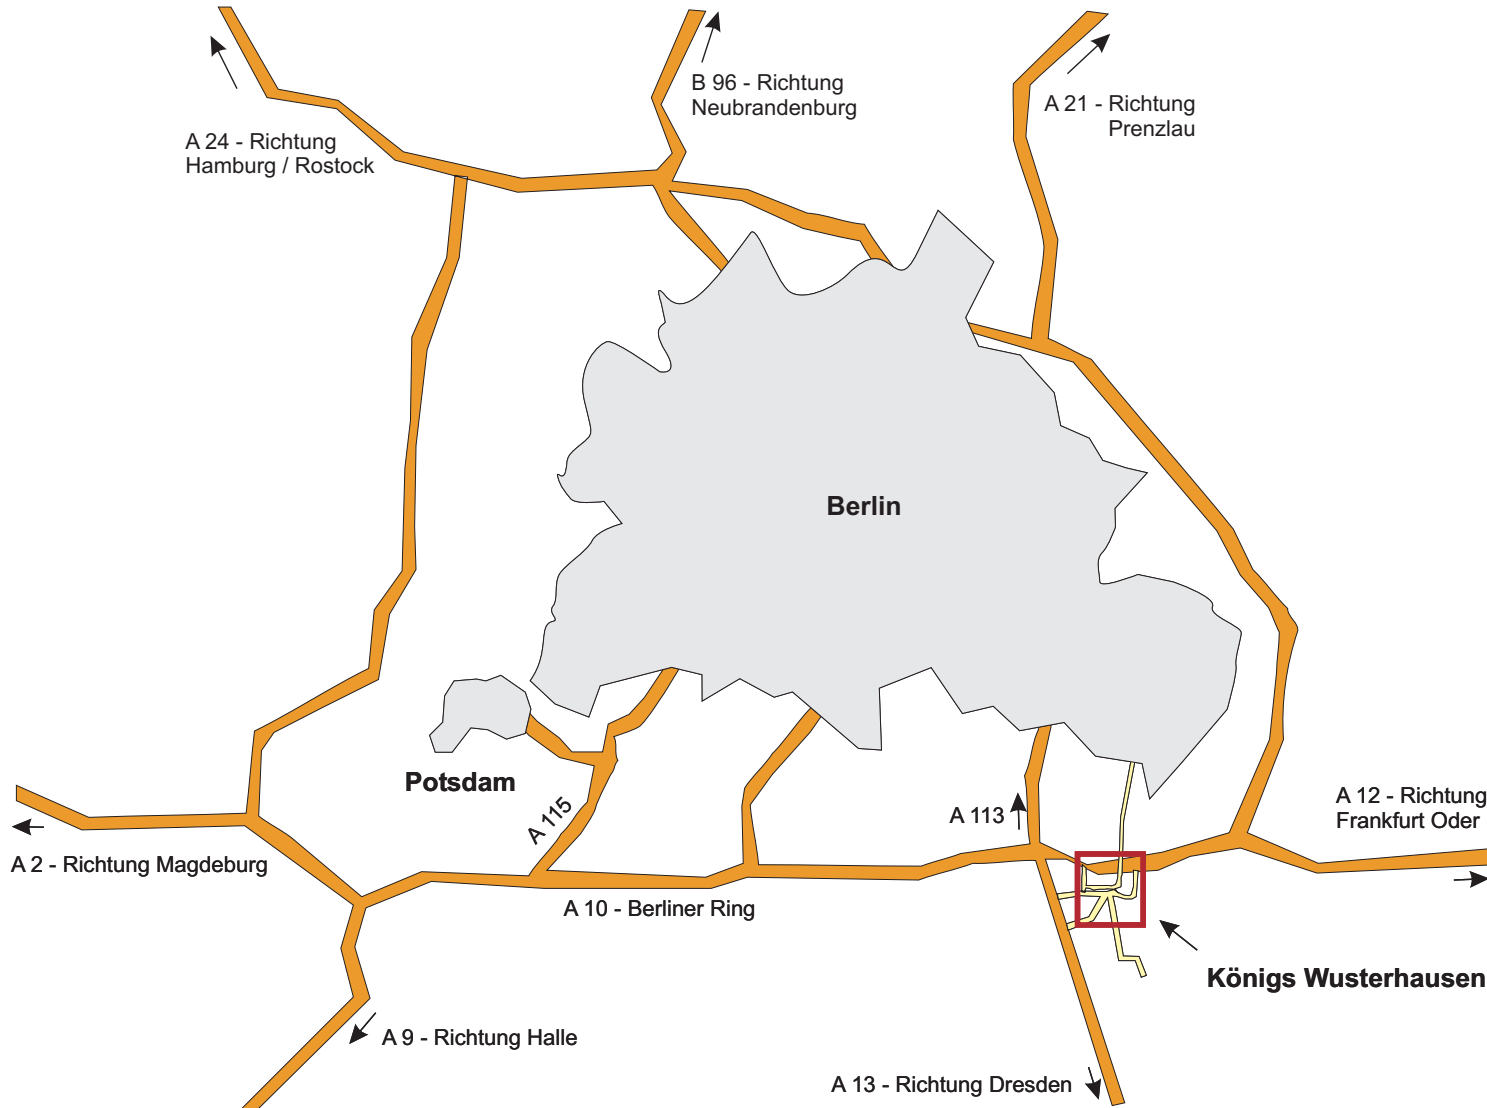 B 96 - Richtung
Neubrandenburg
A 21 - Richtung
Prenzlau
A 24 - Richtung
Hamburg / Rostock
Berlin
Potsdam
A 115
A 113
A 12 - Richtung
Frankfurt Oder
A 2 - Richtung Magdeburg
A 10 - Berliner Ring
Königs Wusterhausen
A 9 - Richtung Halle
A 13 - Richtung Dresden